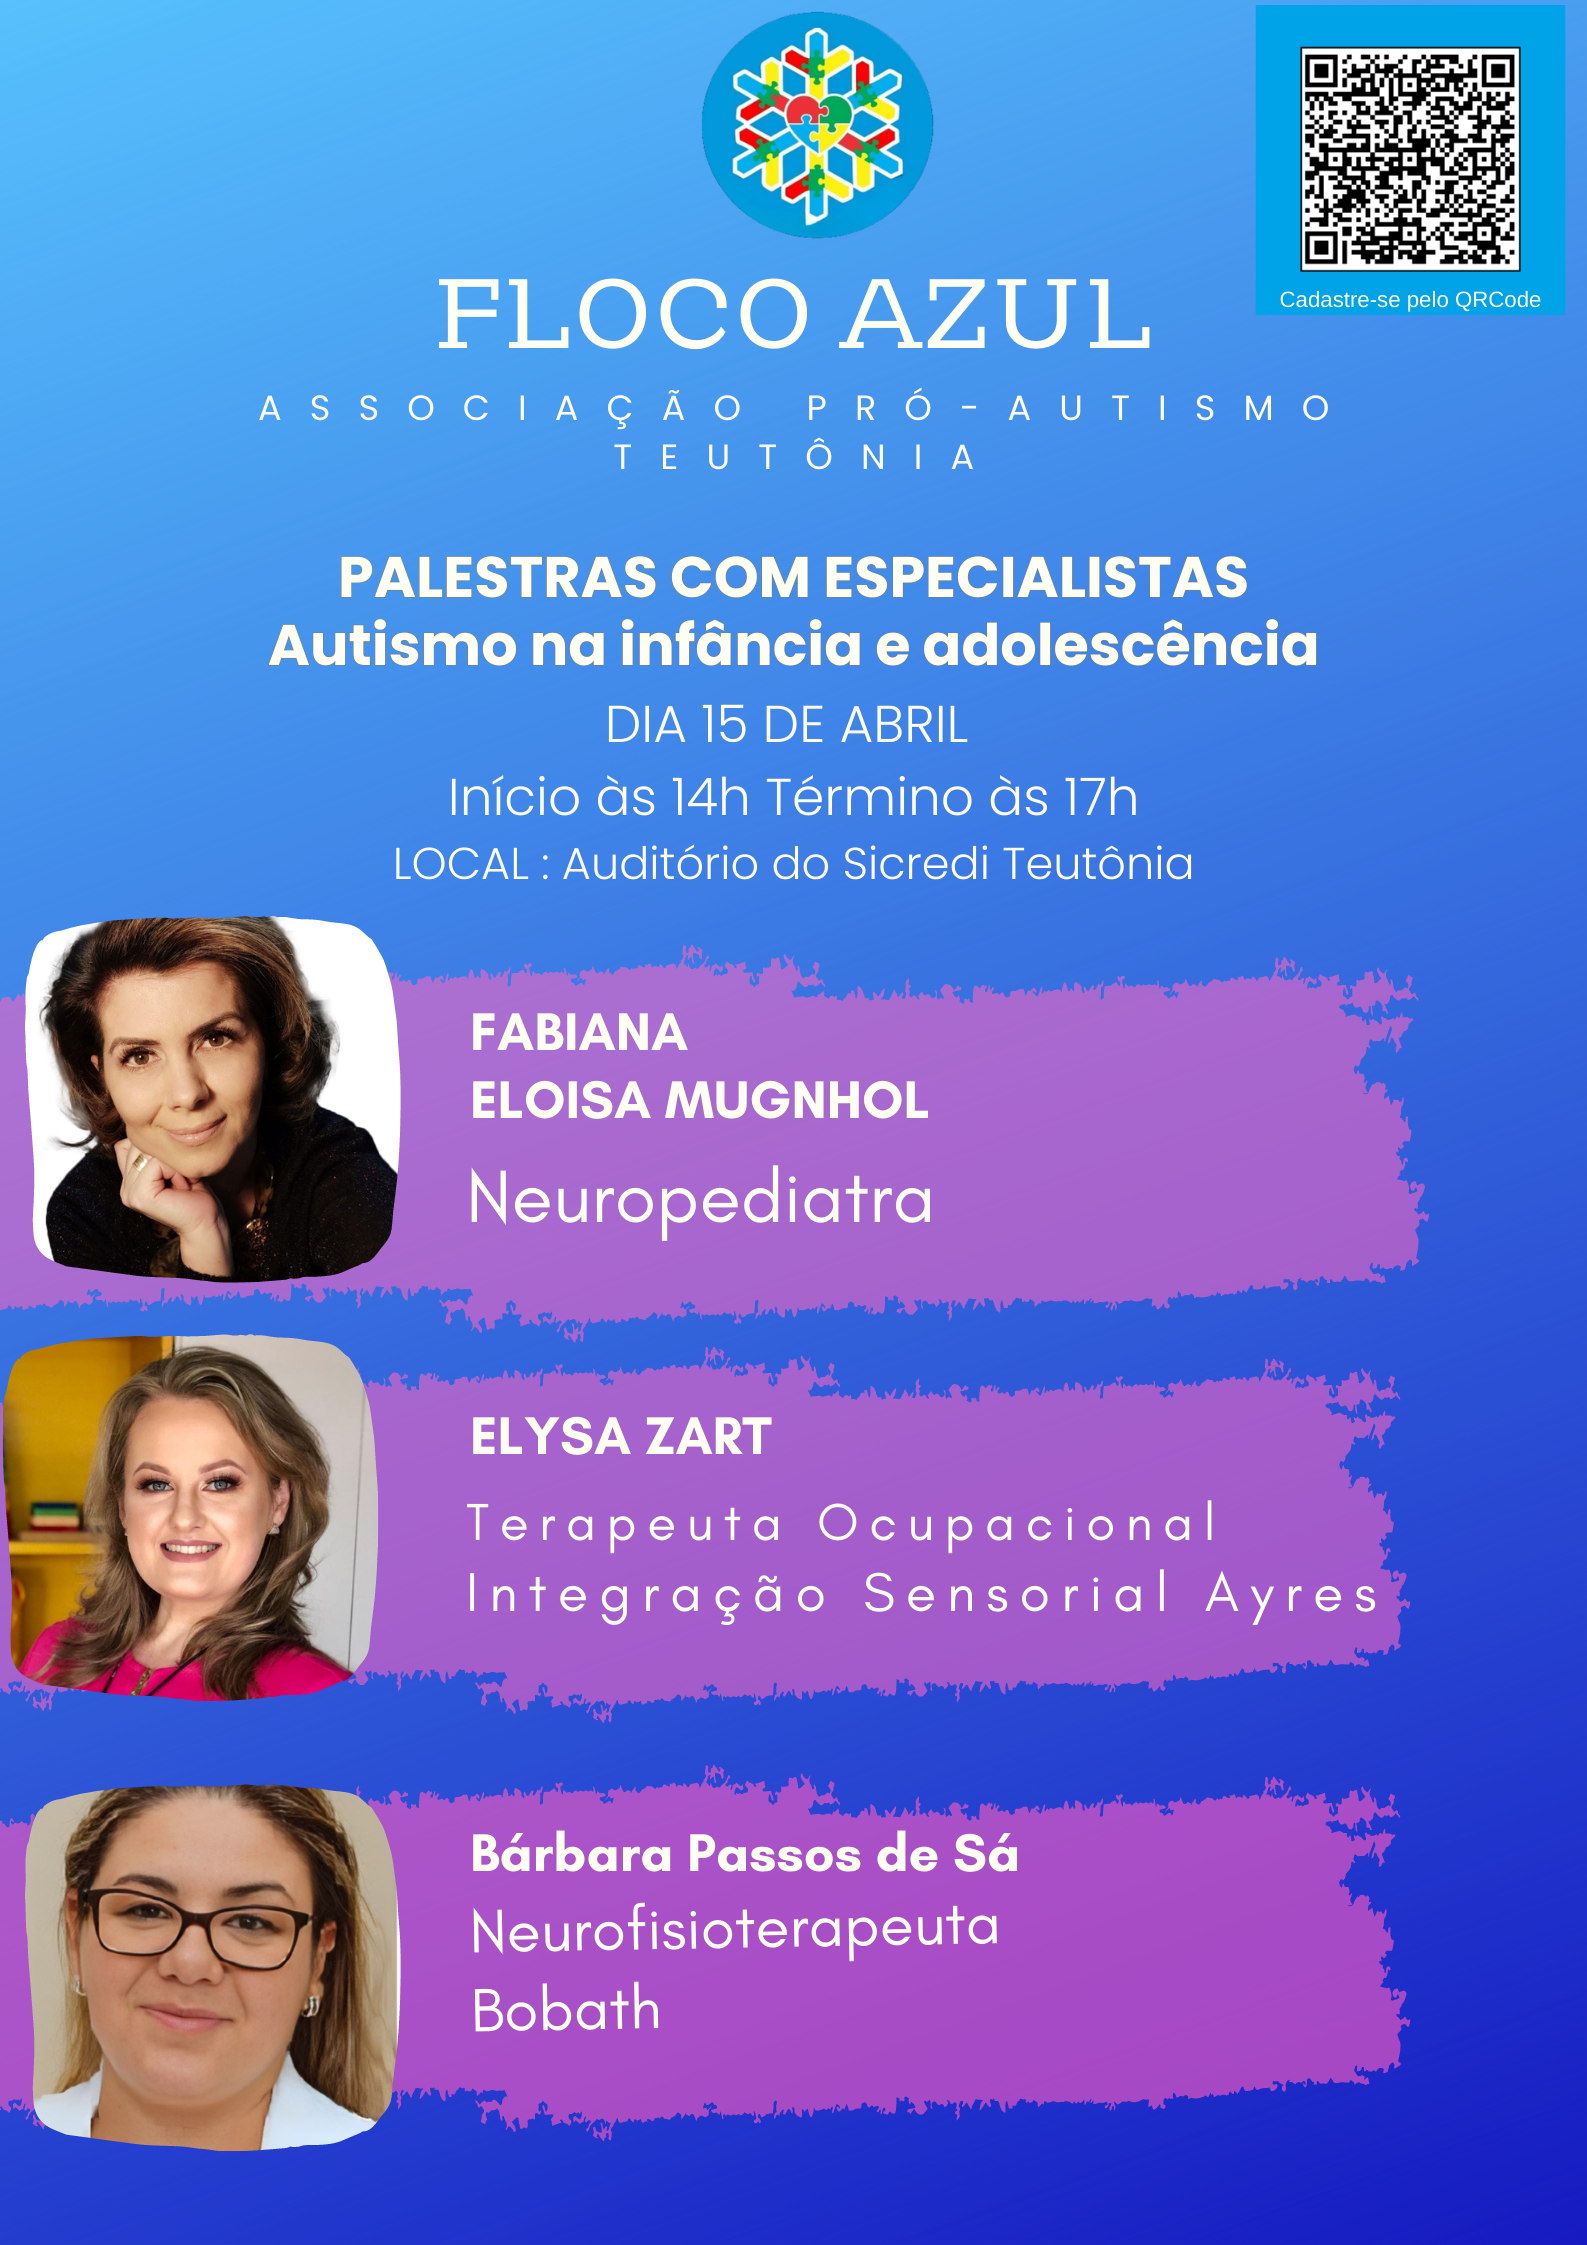 Cadastre-se pelo QRCode
FLOCO AZUL
ASSOCIAÇÃO PRÓ-AUTISMO
TEUTÔNIA
PALESTRAS COM ESPECIALISTAS
Autismo na infância e adolescência
DIA 15 DE ABRIL
Início às 14h Término às 17h
LOCAL : Auditório do Sicredi Teutônia
FABIANA
ELOISA MUGNHOL
Neuropediatra
ELYSA ZART
Terapeuta Ocupacional
Integração Sensorial Ayres
Bárbara Passos de Sá
Neurofisioterapeuta
Bobath